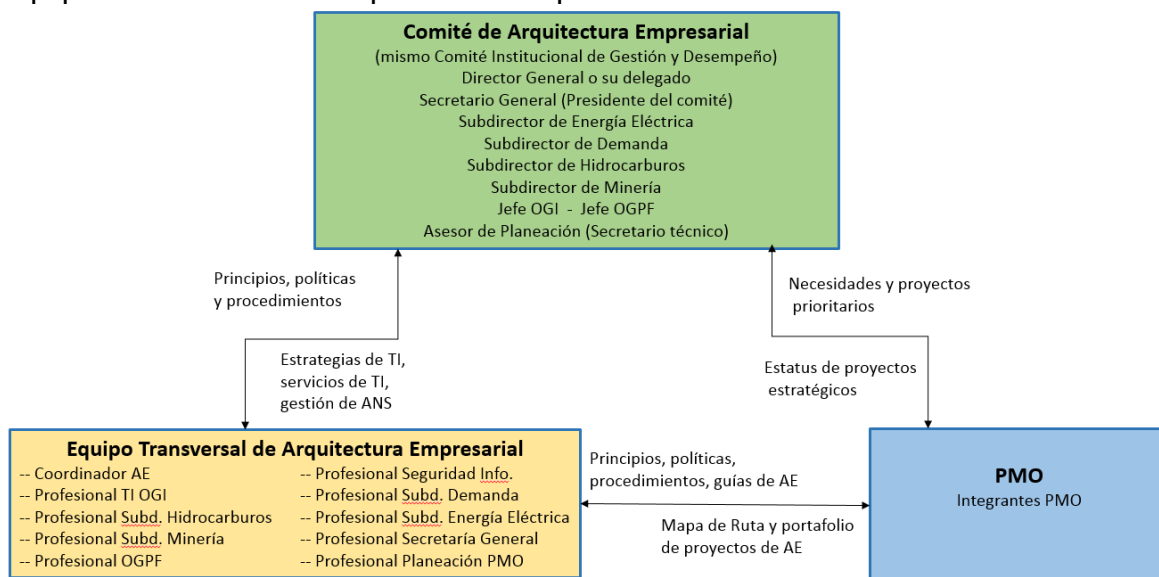 Comité de Arquitectura Empresarial
(mismo Comité Institucional de Gestión y Desempeño)
Director General o su delegado
Secretario General (Presidente del comité)
Subdirector de Energía Eléctrica
Subdirector de Demanda
Subdirector de Hidrocarburos
Subdirector de Minería
Jefe OGI - Jefe OGPF
Asesor de Planeación (Secretario técnico)
Principios, políticas
y procedimientos
Necesidades y proyectos
prioritarios
Estrategias de TI,
servicios de TI,
gestión de ANS
Estatus de proyectos
estratégicos
Equipo Transversal de Arquitectura Empresarial
-- Coordinador AE
-- Profesional TI OGI
-- Profesional Subd. Hidrocarburos
-- Profesional Subd. Minería
-- Profesional OGPF
-- Profesional Seguridad Info.
-- Profesional Subd. Demanda
-- Profesional Subd. Energía Eléctrica
-- Profesional Secretaría General
-- Profesional Planeación PMO
Principios, políticas,
procedimientos, guías de AE
Mapa de Ruta y portafolio
de proyectos de AE
PMO
Integrantes PMO